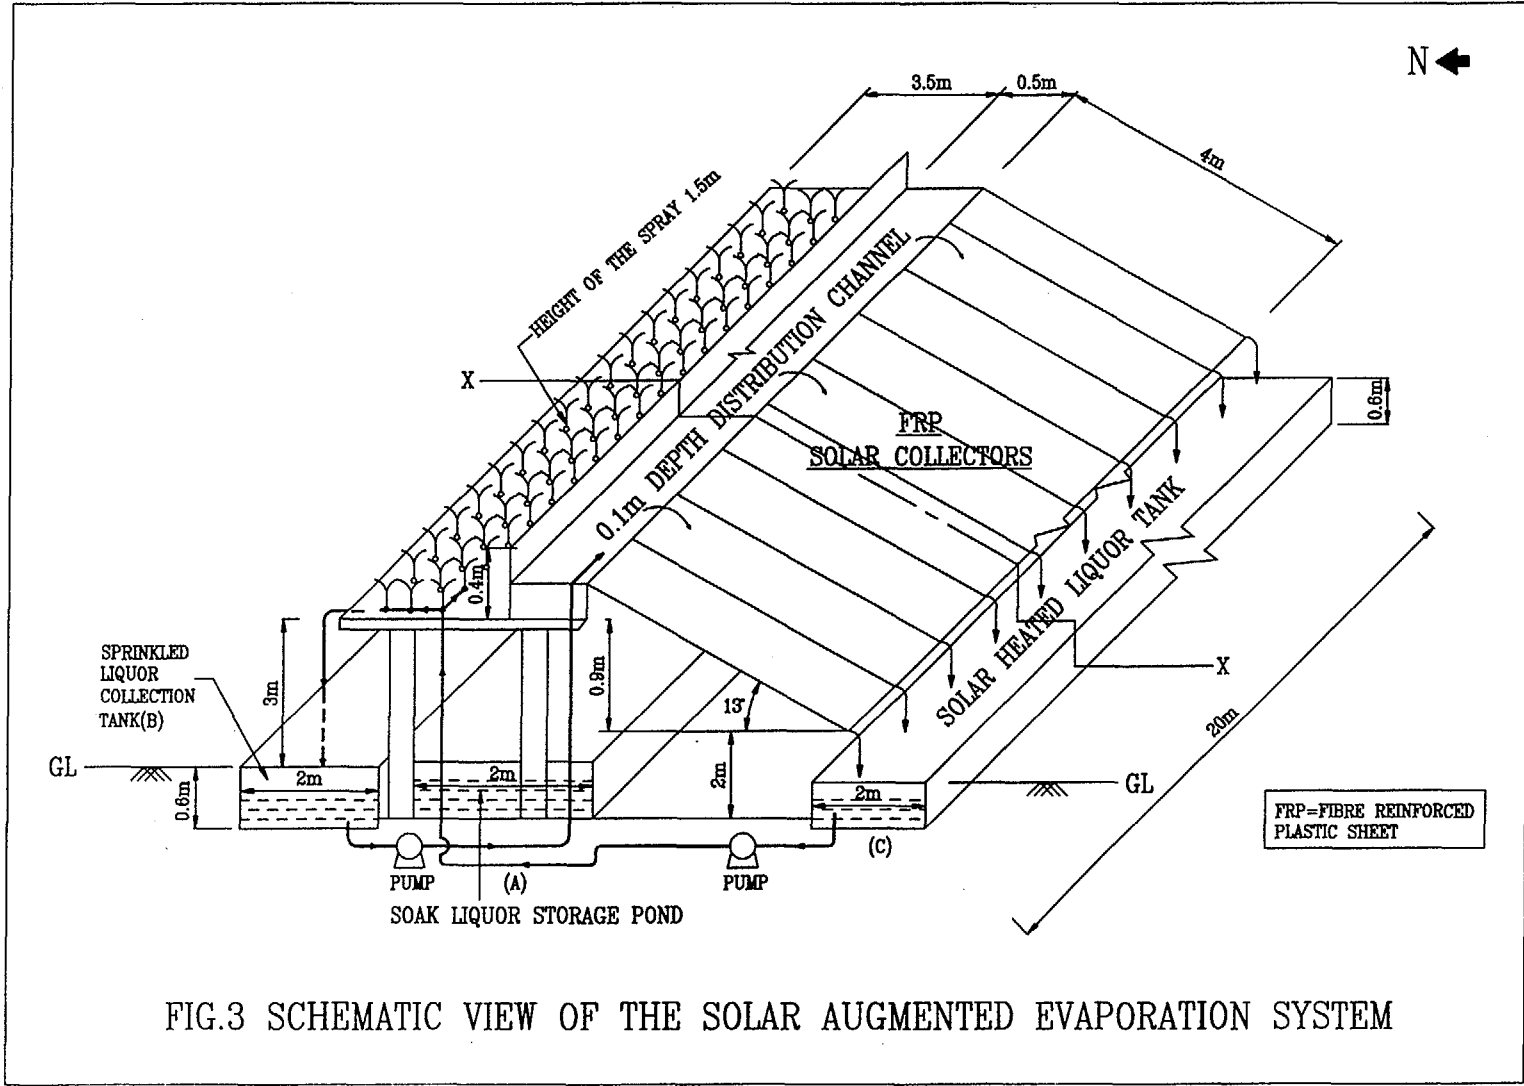 N
3.5m
0.5m
4m
HEIGHT OF THE SPRAY 1.5m
X
0.1m DEPTH DISTRIBUTION CHANNEL
FRP
SOLAR COLLECTORS
0.6m
SOLAR HEATED LIQUOR TANK
X
20m
0.4m
SPRINKLED
LIQUOR
COLLECTION
TANK(B)
3m
0.9m
13°
GL
2m
2m
2m
2m
GL
0.6m
FRP=FIBRE REINFORCED
PLASTIC SHEET
(C)
PUMP
(A)
PUMP
SOAK LIQUOR STORAGE POND
FIG.3 SCHEMATIC VIEW OF THE SOLAR AUGMENTED EVAPORATION SYSTEM